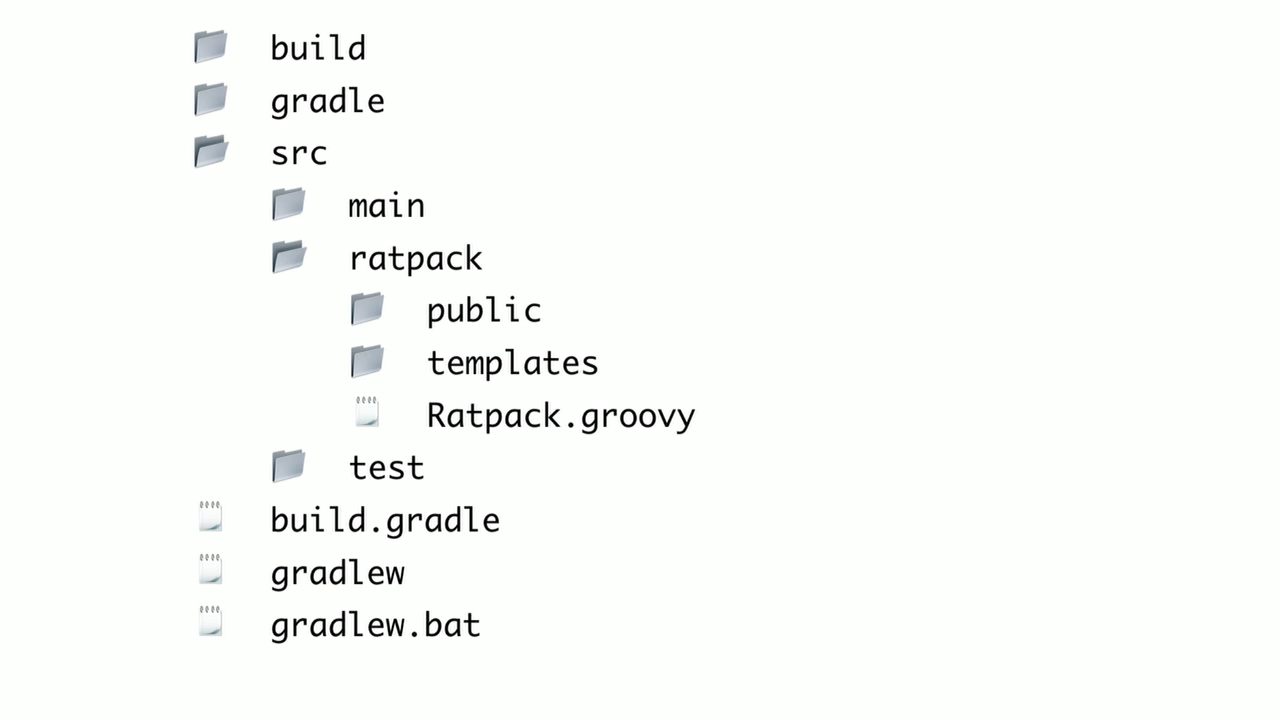 build
gradle
src
main
ratpack
public
templates
Ratpack.groovy
test
build.gradle
gradlew
gradlew.bat